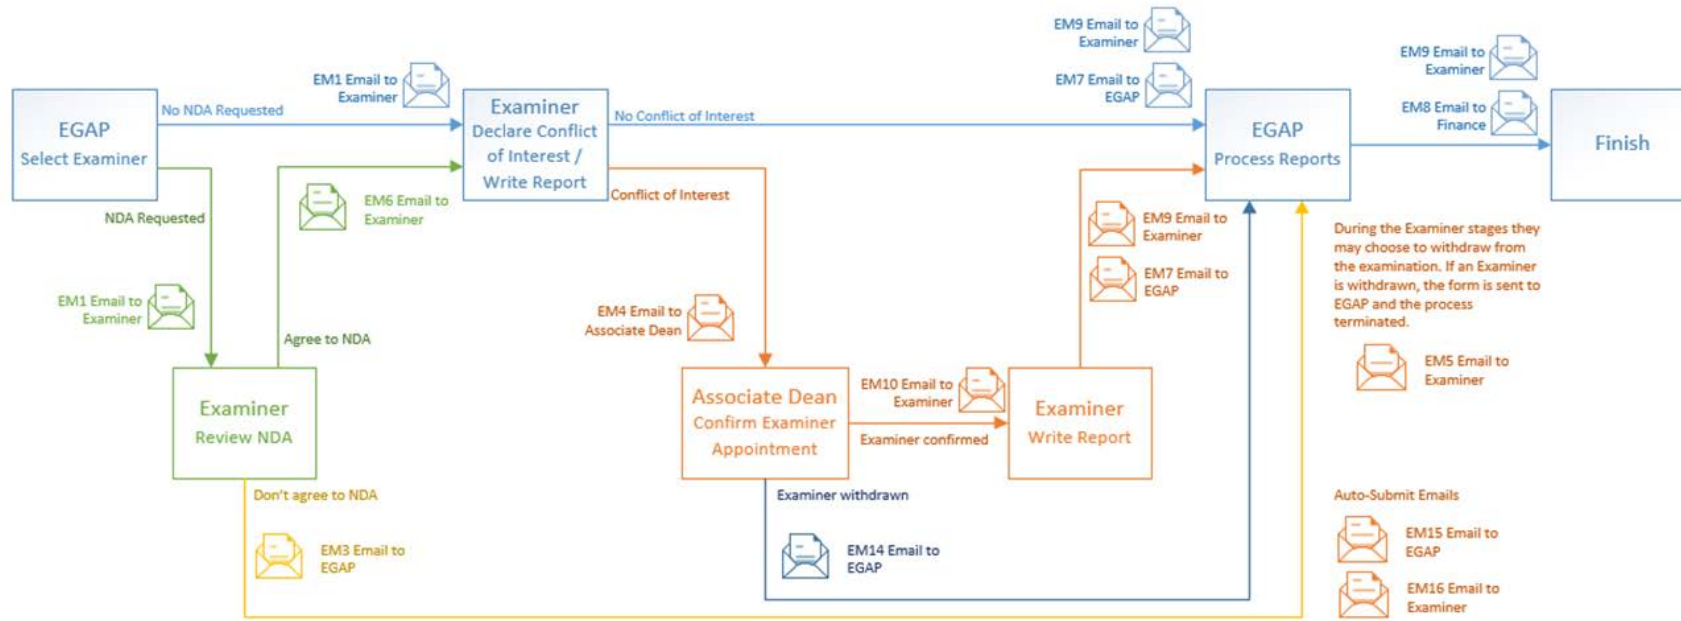 EM9 Email to
Examiner
EM1 Email to
Examiner
EM7 Email to
EGAP
EM9 Email to
Examiner
EM8 Email to
Finance
EGAP
Select Examiner
No NDA Requested
Examiner
Declare Conflict
of Interest /
Write Report
No Conflict of Interest
EGAP
Process Reports
Finish
NDA Requested
EM6 Email to
Examiner
Conflict of Interest
EM9 Email to
Examiner
EM7 Email to
EGAP
During the Examiner stages they
may choose to withdraw from
the examination. If an Examiner
is withdrawn, the form is sent to
EGAP and the process
terminated.
EM1 Email to
Examiner
Agree to NDA
EM4 Email to
Associate Dean
EM5 Email to
Examiner
Examiner
Review NDA
Associate Dean
Confirm Examiner
Appointment
EM10 Email to
Examiner
Examiner confirmed
Examiner
Write Report
Don't agree to NDA
Examiner withdrawn
EM3 Email to
EGAP
EM14 Email to
EGAP
Auto-Submit Emails
EM15 Email to
EGAP
EM16 Email to
Examiner